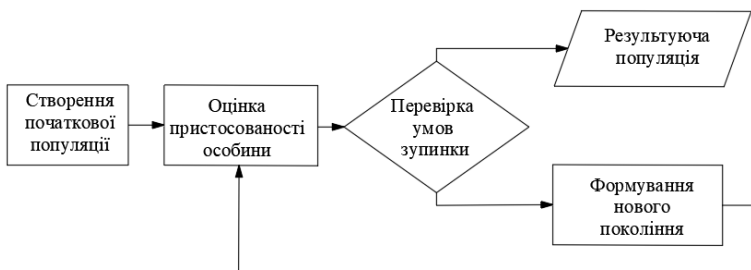 Створення
початкової
популяції
Оцінка
пристосованості
особини
Перевірка
умов
зупинки
Результуюча
популяція
Формування
нового
покоління